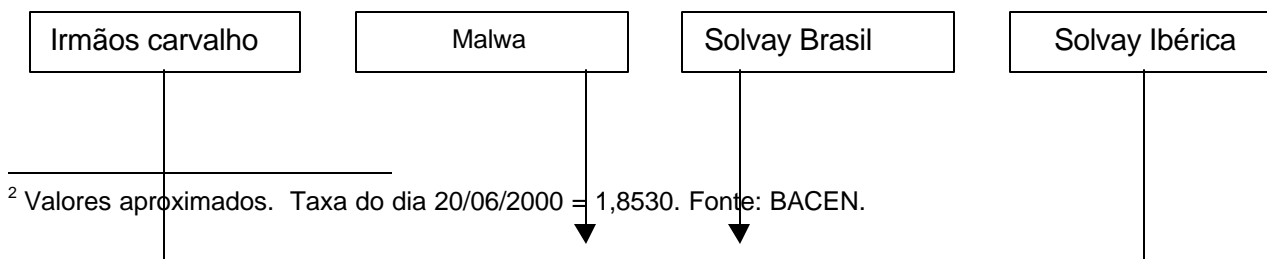 Irmãos carvalho
Malwa
Solvay Brasil
Solvay Ibérica
2 Valores aproximados. Taxa do dia 20/06/2000 = 1,8530. Fonte: BACEN.